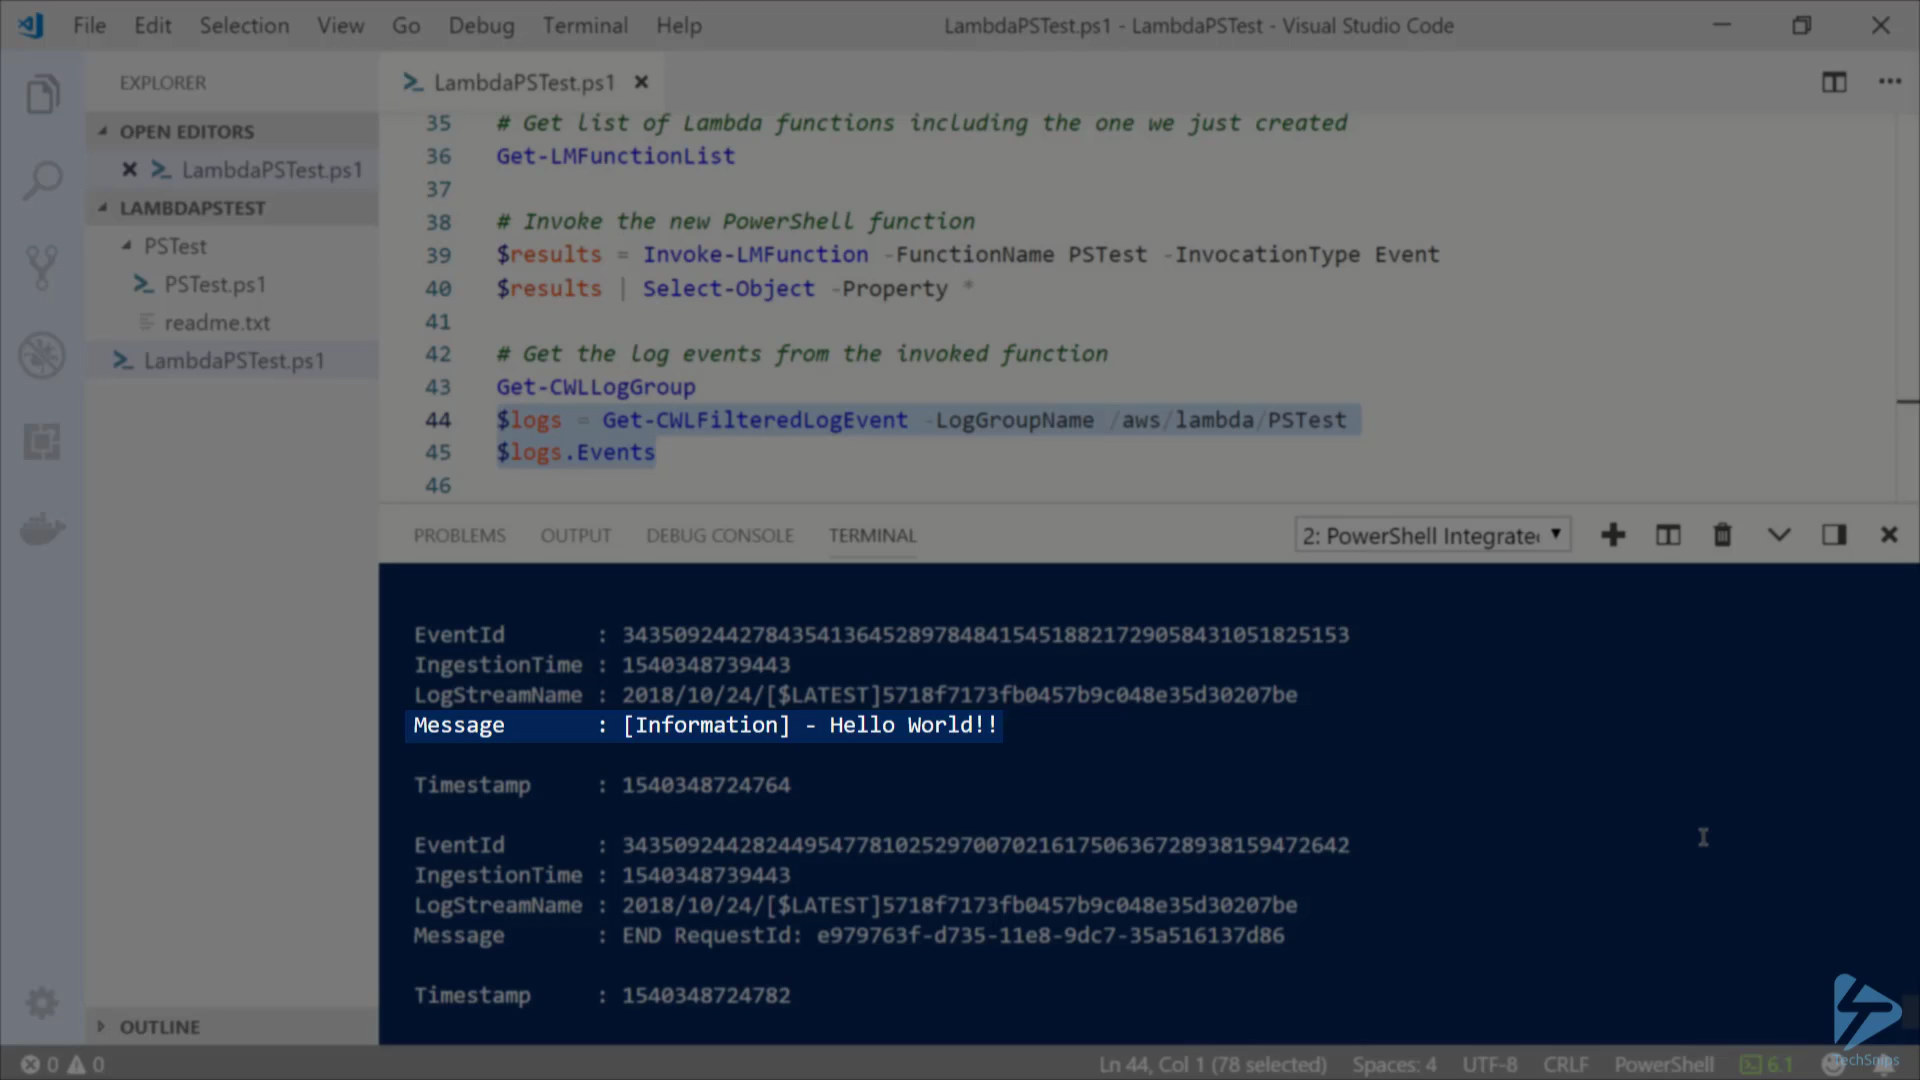 File Edit Selection View Go Debug Terminal Help LambdaPSTest.ps1 - LambdaPSTest - Visual Studio Code
EXPLORER
OPEN EDITORS
LambdaPSTest.ps1
LAMBDAPSTEST
PSTest
PSTest.ps1
readme.txt
LambdaPSTest.ps1
OUTLINE
LambdaPSTest.ps1
35 # Get list of Lambda functions including the one we just created
36 Get-LMFunctionList
37
38 # Invoke the new PowerShell function
39 $results = Invoke-LMFunction -FunctionName PSTest -InvocationType Event
40 $results | Select-Object -Property *
41
42 # Get the log events from the invoked function
43 Get-CWLLogGroup
44 $logs = Get-CWLFilteredLogEvent -LogGroupName /aws/lambda/PSTest
45 $logs.Events
46
PROBLEMS OUTPUT DEBUG CONSOLE TERMINAL 2: PowerShell Integrate
EventId : 34350924427843541364528978484154518821729058431051825153
IngestionTime : 1540348739443
LogStreamName : 2018/10/24/[$LATEST]5718f7173fb0457b9c048e35d30207be
Message : [Information] - Hello World!!
Timestamp : 1540348724764
EventId : 34350924428244954778102529700702161750636728938159472642
IngestionTime : 1540348739443
LogStreamName : 2018/10/24/[$LATEST]5718f7173fb0457b9c048e35d30207be
Message : END RequestId: e979763f-d735-11e8-9dc7-35a516137d86
Timestamp : 1540348724782
0 0 Ln 44, Col 1 (78 selected) Spaces: 4 UTF-8 CRLF PowerShell 6.1
TechSnips